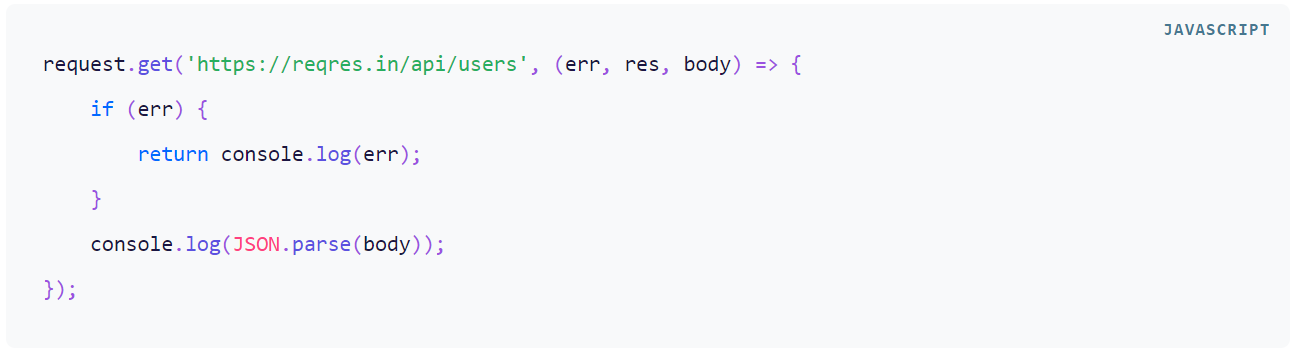 JAVASCRIPT
request.get('https://reqres.in/api/users', (err, res, body) => {
    if (err) {
        return console.log(err);
    }
    console.log(JSON.parse(body));
});